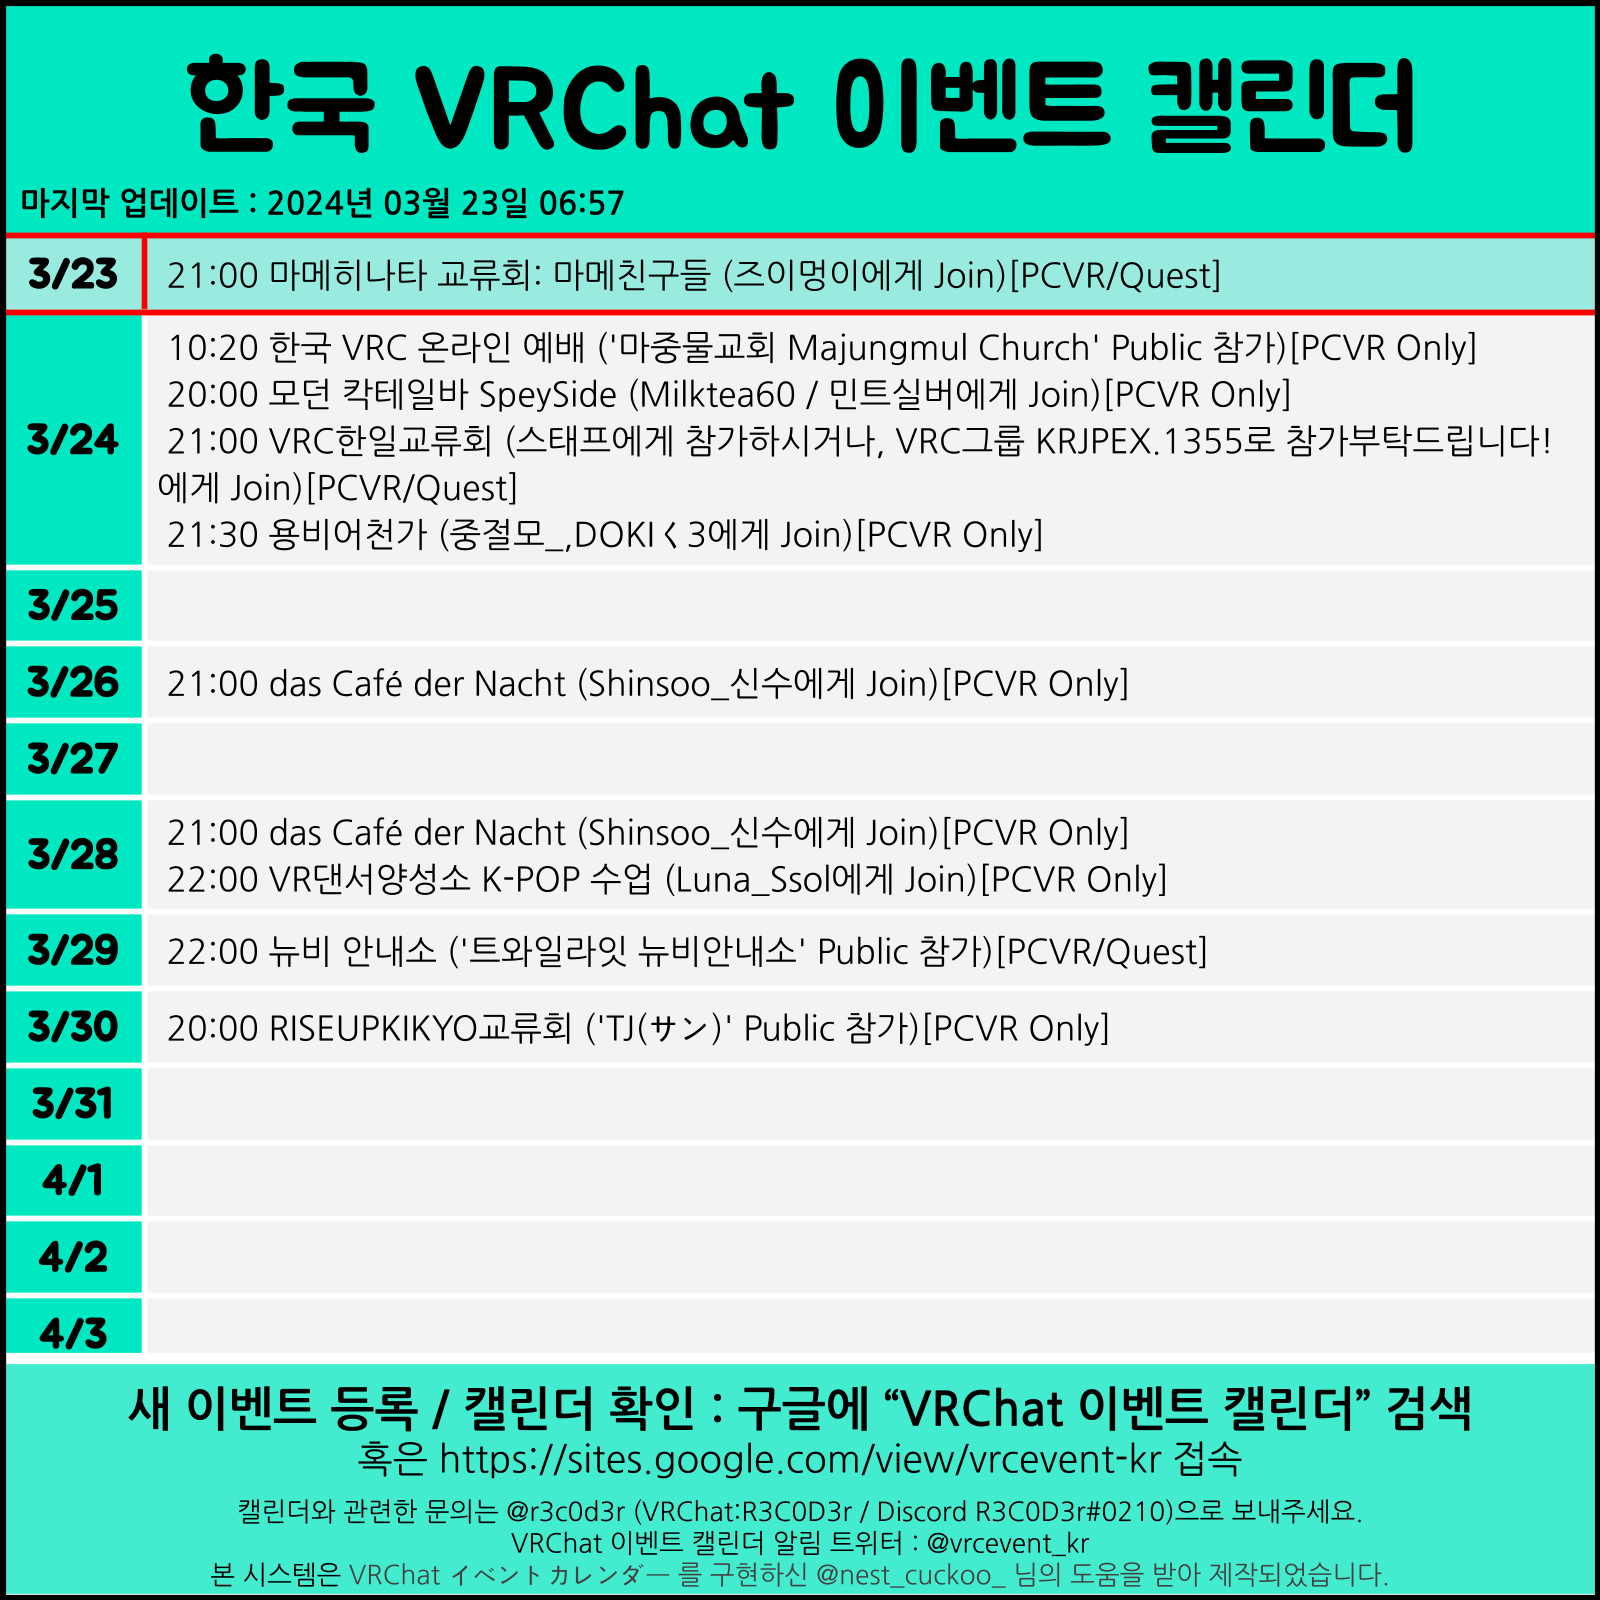 한국 VRChat 이벤트 캘린더
마지막 업데이트 : 2024년 03월 23일 06:57
3/23 21:00 마메히나타 교류회: 마메친구들 (즈이멍이에게 Join)[PCVR/Quest]
10:20 한국 VRC 온라인 예배 ('마중물교회 Majungmul Church' Public 참가)[PCVR Only]
20:00 모던 칵테일바 SpeySide (Milktea60 / 민트실버에게 Join)[PCVR Only]
3/24 21:00 VRC한일교류회 (스태프에게 참가하시거나, VRC그룹 KRJPEX.1355로 참가부탁드립니다!
에게 Join)[PCVR/Quest]
21:30 용비어천가 (중절모_,DOKIく3에게 Join)[PCVR Only]
3/25
3/26 21:00 das Café der Nacht (Shinsoo_신수에게 Join)[PCVR Only]
3/27
3/28 21:00 das Café der Nacht (Shinsoo_신수에게 Join)[PCVR Only]
22:00 VR댄서양성소 K-POP 수업 (Luna_Ssol에게 Join)[PCVR Only]
3/29 22:00 뉴비 안내소 ('트와일라잇 뉴비안내소' Public 참가)[PCVR/Quest]
3/30 20:00 RISEUPKIKYO교류회 ('TJ(サン)' Public 참가)[PCVR Only]
3/31
4/1
4/2
4/3
새 이벤트 등록 / 캘린더 확인 : 구글에 “VRChat 이벤트 캘린더” 검색
혹은 https://sites.google.com/view/vrcevent-kr 접속
캘린더와 관련한 문의는 @r3c0d3r (VRChat:R3C0D3r / Discord R3C0D3r#0210)으로 보내주세요.
VRChat 이벤트 캘린더 알림 트위터 : @vrcevent_kr
본 시스템은 VRChat イベントカレンダー 를 구현하신 @nest_cuckoo_ 님의 도움을 받아 제작되었습니다.